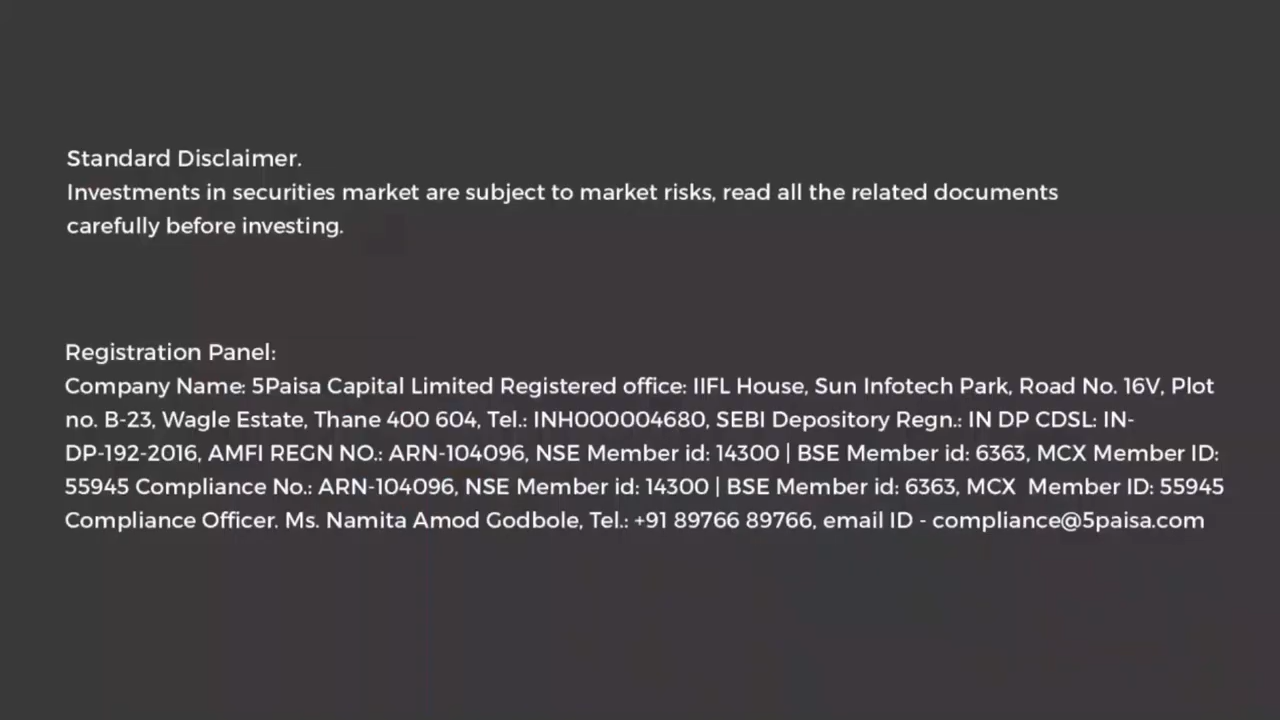 Standard Disclaimer.
Investments in securities market are subject to market risks, read all the related documents
carefully before investing.
Registration Panel:
Company Name: 5Paisa Capital Limited Registered office: IIFL House, Sun Infotech Park, Road No. 16V, Plot
no. B-23, Wagle Estate, Thane 400 604, Tel.: INH000004680, SEBI Depository Regn.: IN DP CDSL: IN-
DP-192-2016, AMFI REGN NO.: ARN-104096, NSE Member id: 14300 | BSE Member id: 6363, MCX Member ID:
55945 Compliance No.: ARN-104096, NSE Member id: 14300 | BSE Member id: 6363, MCX  Member ID: 55945
Compliance Officer. Ms. Namita Amod Godbole, Tel.: +91 89766 89766, email ID - compliance@5paisa.com